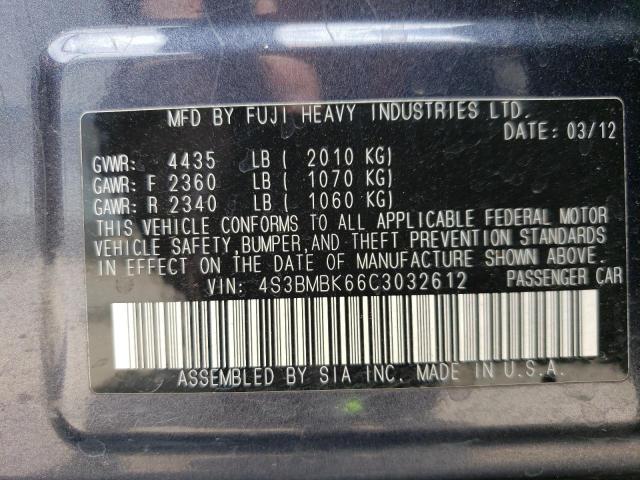 MFD BY FUJI HEAVY INDUSTRIES LTD.
DATE: 03/12
GVWR: 4435 LB ( 2010 KG)
GAWR: F 2360 LB ( 1070 KG)
GAWR: R 2340 LB ( 1060 KG)
THIS VEHICLE CONFORMS TO ALL APPLICABLE FEDERAL MOTOR
VEHICLE SAFETY, BUMPER, AND THEFT PREVENTION STANDARDS
IN EFFECT ON THE DATE OF MANUFACTURE SHOWN ABOVE.
VIN: 4S3BMBK66C3032612 PASSENGER CAR
ASSEMBLED BY SIA INC. MADE IN U.S.A.